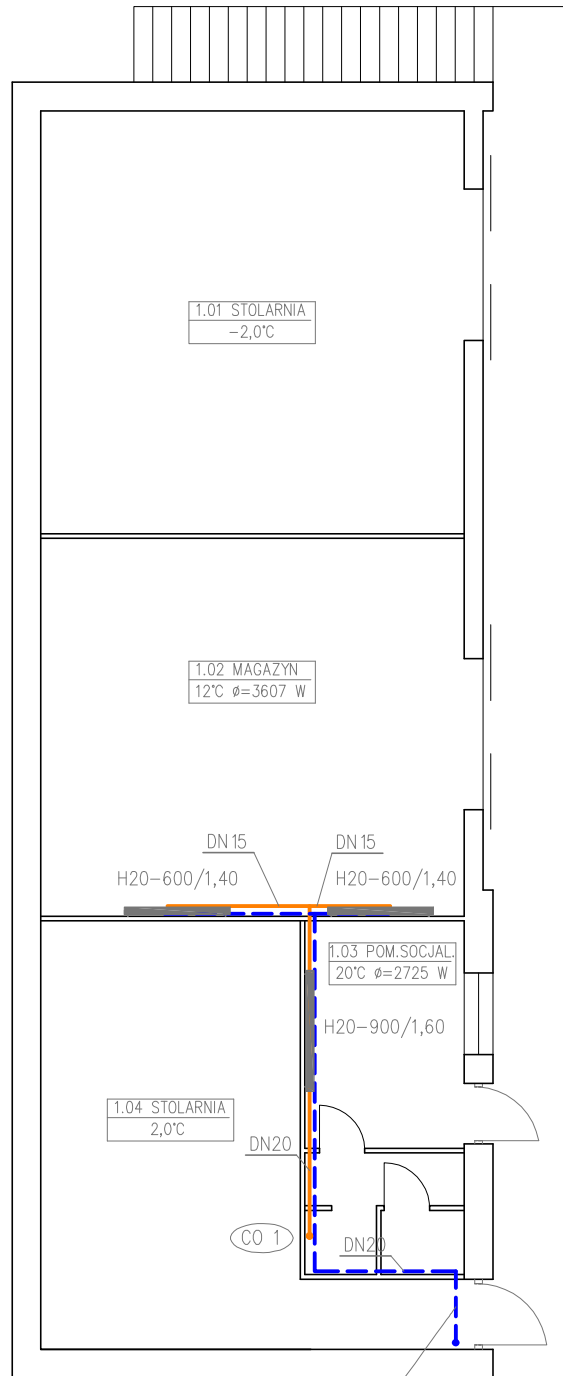 1.01 STOLARNIA
-2,0°C
1.02 MAGAZYN
12°C ø=3607 W
DN15 DN15
H20-600/1,40 H20-600/1,40
1.03 POM.SOCJAL.
20°C ø=2725 W
H20-900/1,60
1.04 STOLARNIA
2,0°C
DN20
CO 1
DN20